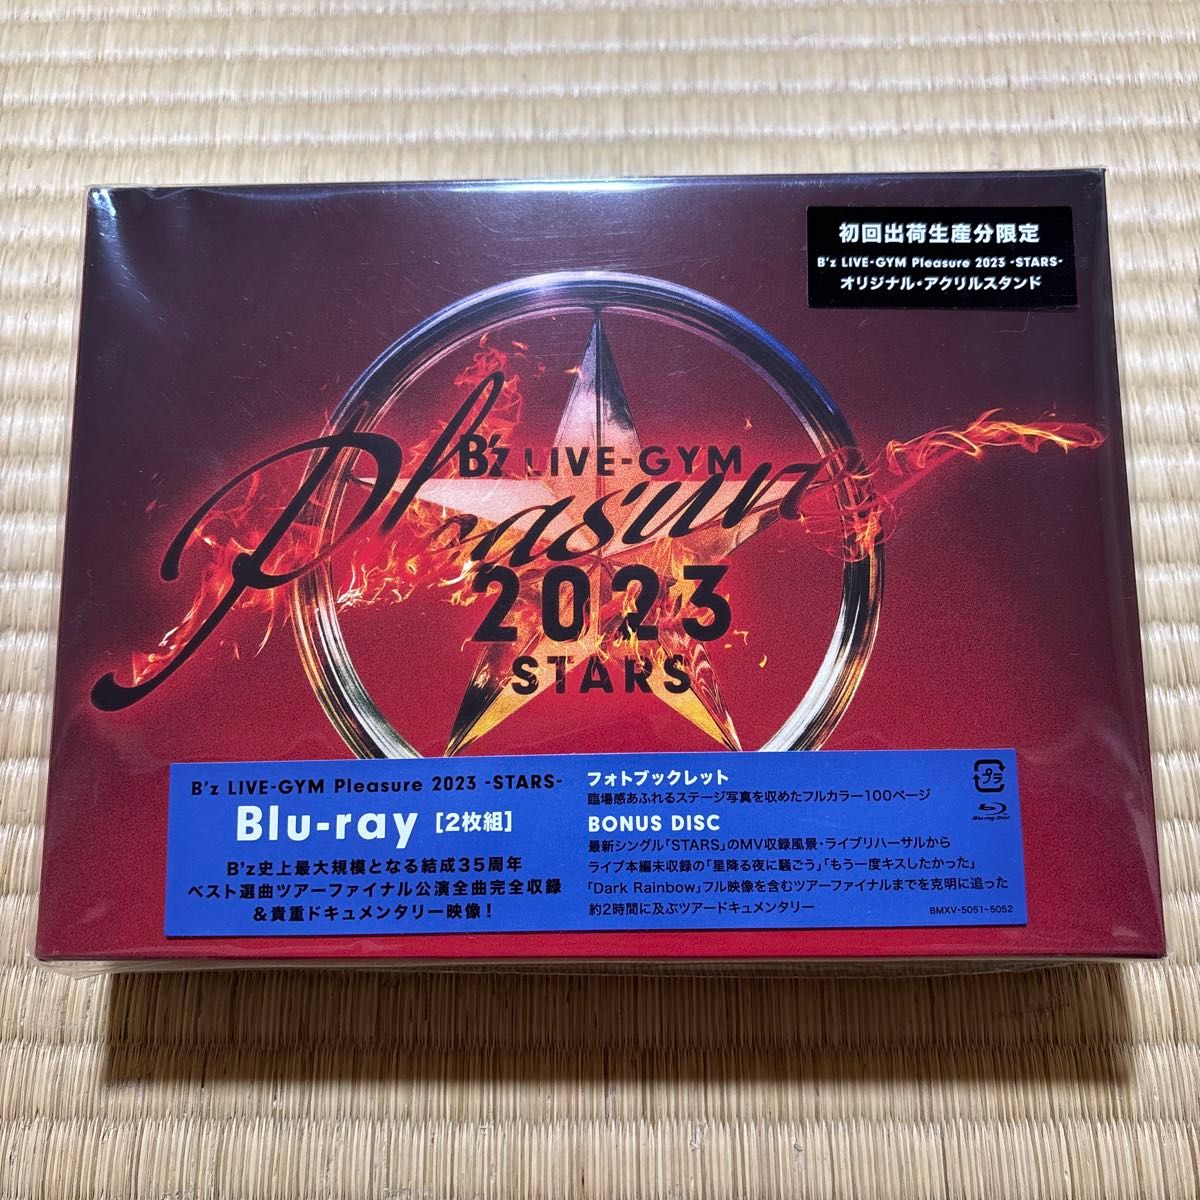 初回出荷生産分限定
B'z LIVE-GYM Pleasure 2023 -STARS-
オリジナル・アクリルスタンド
B'z LIVE-GYM
Pleasure
2023
STARS
B'z LIVE-GYM Pleasure 2023 -STARS-
Blu-ray [2枚組]
B'z史上最大規模となる結成35周年
ベスト選曲ツアーファイナル公演全曲完全収録
&貴重ドキュメンタリー映像！
フォトブックレット
臨場感あふれるステージ写真を収めたフルカラー100ページ
BONUS DISC
最新シングル「STARS」のMV収録風景・ライブリハーサルから
ライブ本編未収録の「星降る夜に騒ごう」「もう一度キスしたかった」
「Dark Rainbow」フル映像を含むツアーファイナルまでを克明に追った
約2時間に及ぶツアードキュメンタリー
プラ
Blu-ray Disc
BMXV-5051~5052